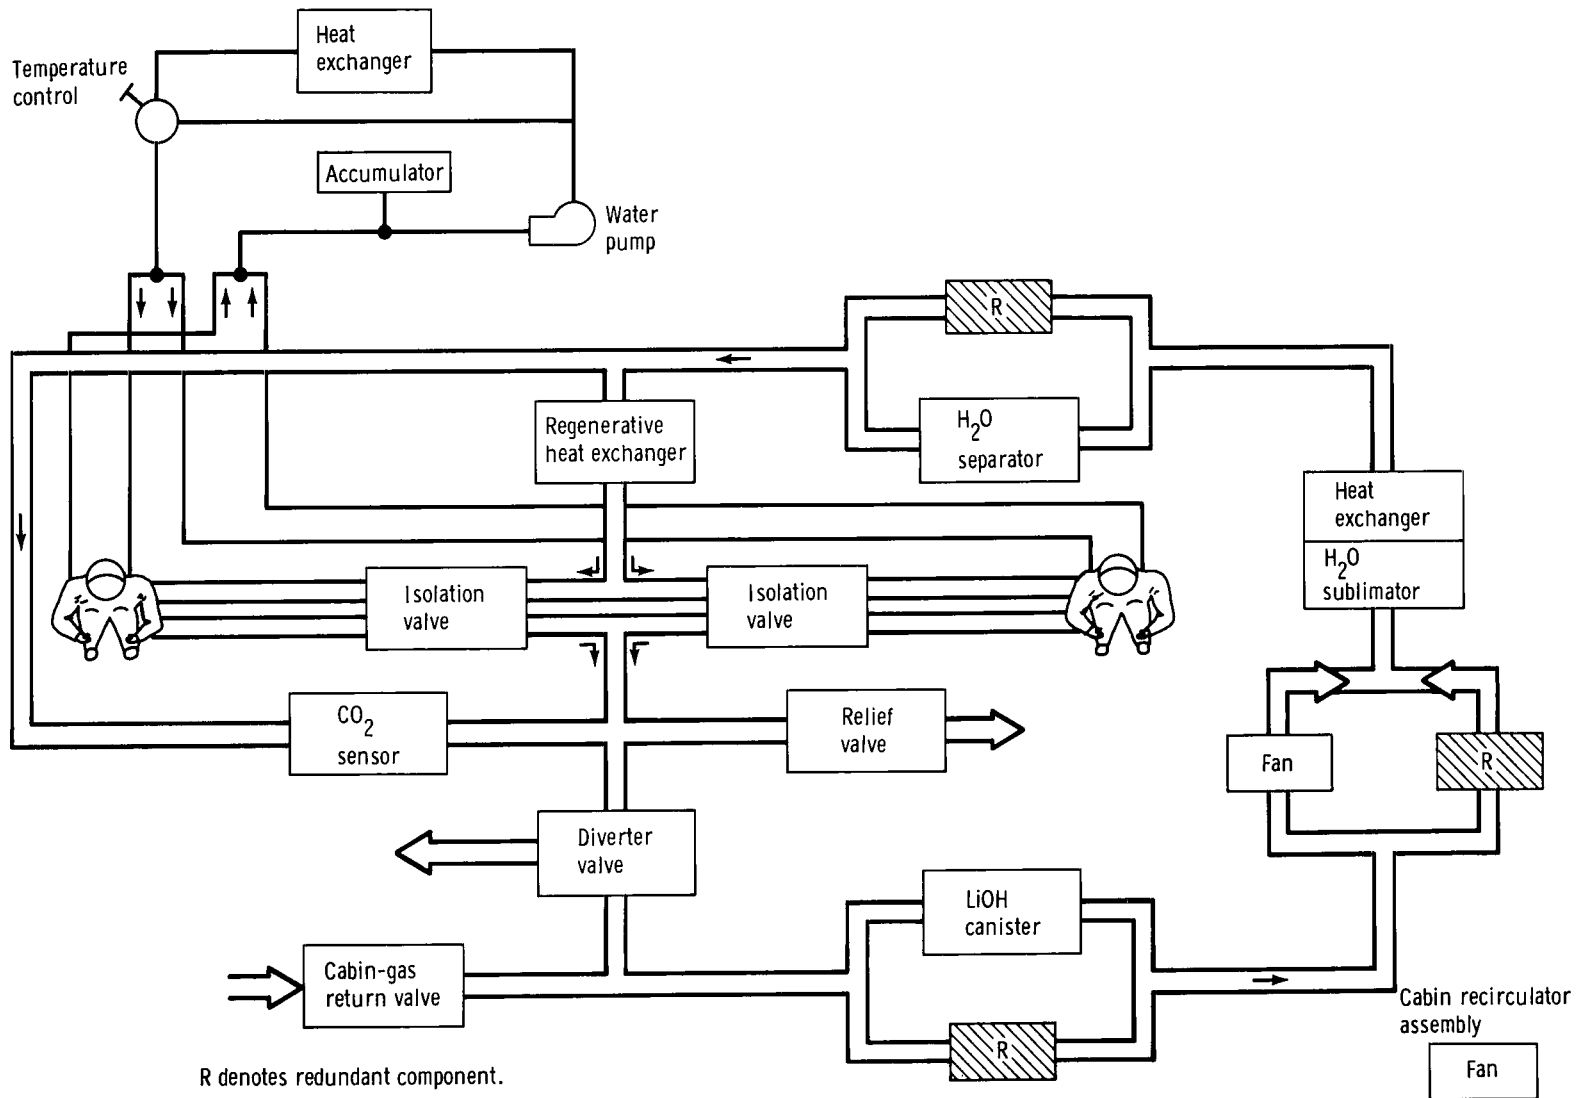 Heat
exchanger
Temperature
control
Accumulator
Water
pump
R
Regenerative
heat exchanger
H2O
separator
Heat
exchanger
H2O
sublimator
Isolation
valve
Isolation
valve
CO2
sensor
Relief
valve
Fan
R
Diverter
valve
LiOH
canister
Cabin-gas
return valve
R
Cabin recirculator
assembly
Fan
R denotes redundant component.